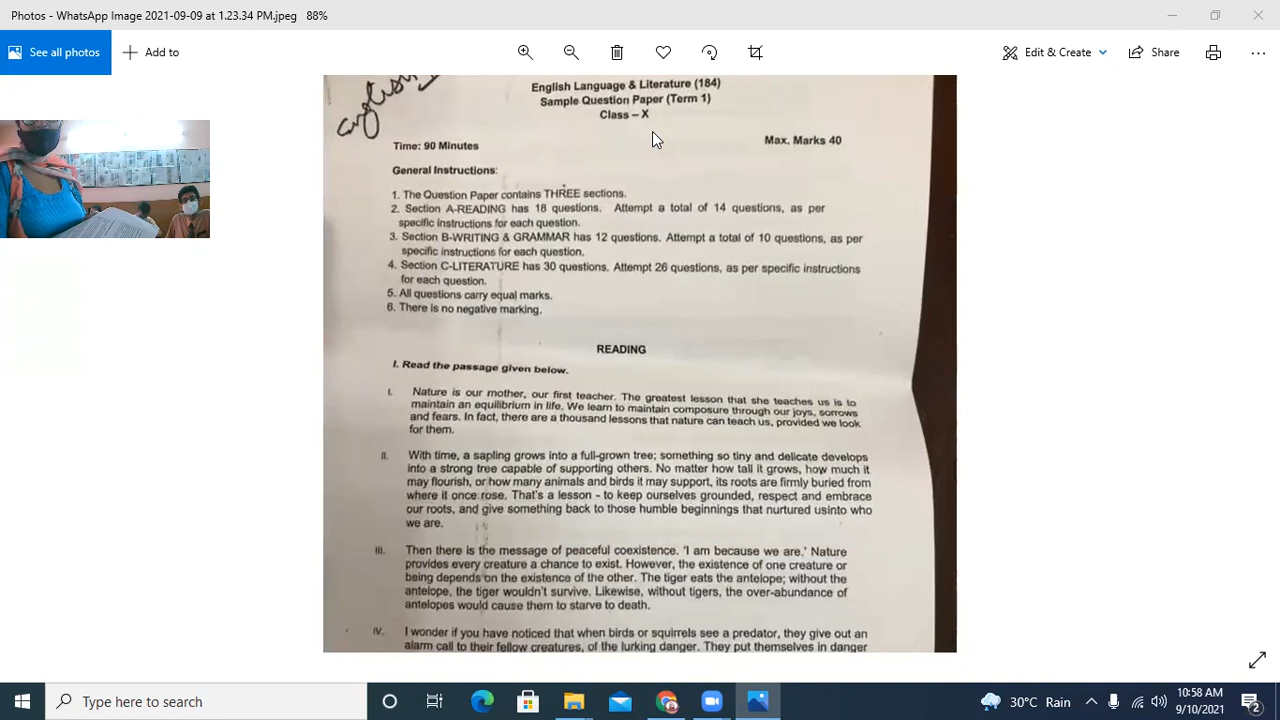 Photos - WhatsApp Image 2021-09-09 at 1.23.34 PM.jpeg 88%
See all photos
Add to
Edit & Create
Share
English
English Language & Literature (184)
Sample Question Paper (Term 1)
Class – X
Time: 90 Minutes
Max. Marks 40
General Instructions:
1. The Question Paper contains THREE sections.
2. Section A-READING has 18 questions. Attempt a total of 14 questions, as per
specific instructions for each question.
3. Section B-WRITING & GRAMMAR has 12 questions. Attempt a total of 10 questions, as per
specific instructions for each question.
4. Section C-LITERATURE has 30 questions. Attempt 26 questions, as per specific instructions
for each question.
5. All questions carry equal marks.
6. There is no negative marking.
READING
I. Read the passage given below.
I. Nature is our mother, our first teacher. The greatest lesson that she teaches us is to
maintain an equilibrium in life. We learn to maintain composure through our joys, sorrows
and fears. In fact, there are a thousand lessons that nature can teach us, provided we look
for them.
II. With time, a sapling grows into a full-grown tree; something so tiny and delicate develops
into a strong tree capable of supporting others. No matter how tall it grows, how much it
may flourish, or how many animals and birds it may support, its roots are firmly buried from
where it once rose. That's a lesson - to keep ourselves grounded, respect and embrace
our roots, and give something back to those humble beginnings that nurtured usinto who
we are.
III. Then there is the message of peaceful coexistence. 'I am because we are.' Nature
provides every creature a chance to exist. However, the existence of one creature or
being depends on the existence of the other. The tiger eats the antelope; without the
antelope, the tiger wouldn't survive. Likewise, without tigers, the over-abundance of
antelopes would cause them to starve to death.
IV. I wonder if you have noticed that when birds or squirrels see a predator, they give out an
alarm call to their fellow creatures, of the lurking danger. They put themselves in danger
Type here to search
30°C Rain
10:58 AM
9/10/2021
2